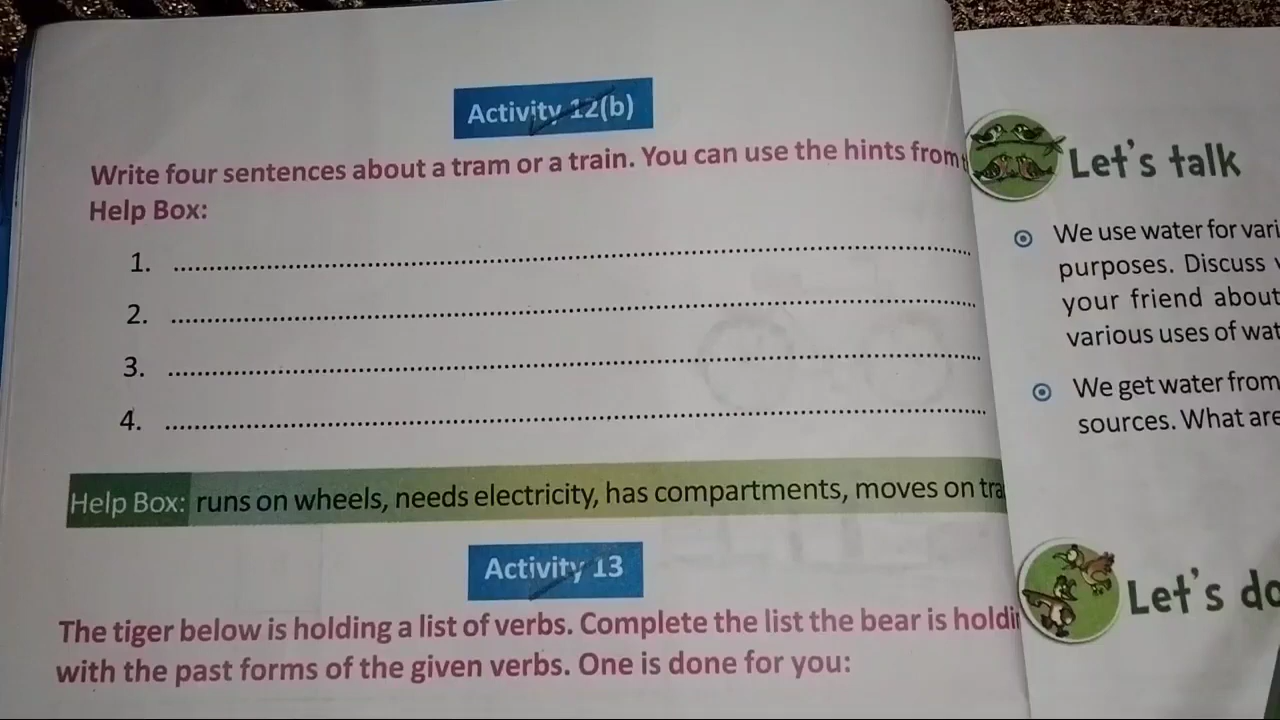 Activity 12(b)
Write four sentences about a tram or a train. You can use the hints from
Help Box:
1.
2.
3.
4.
Help Box: runs on wheels, needs electricity, has compartments, moves on
Activity 13
The tiger below is holding a list of verbs. Complete the list the bear is
with the past forms of the given verbs. One is done for you:
Let's talk
We use water for
purposes. Discuss
your friend about
various uses of
We get water from
sources. What are
Let's do